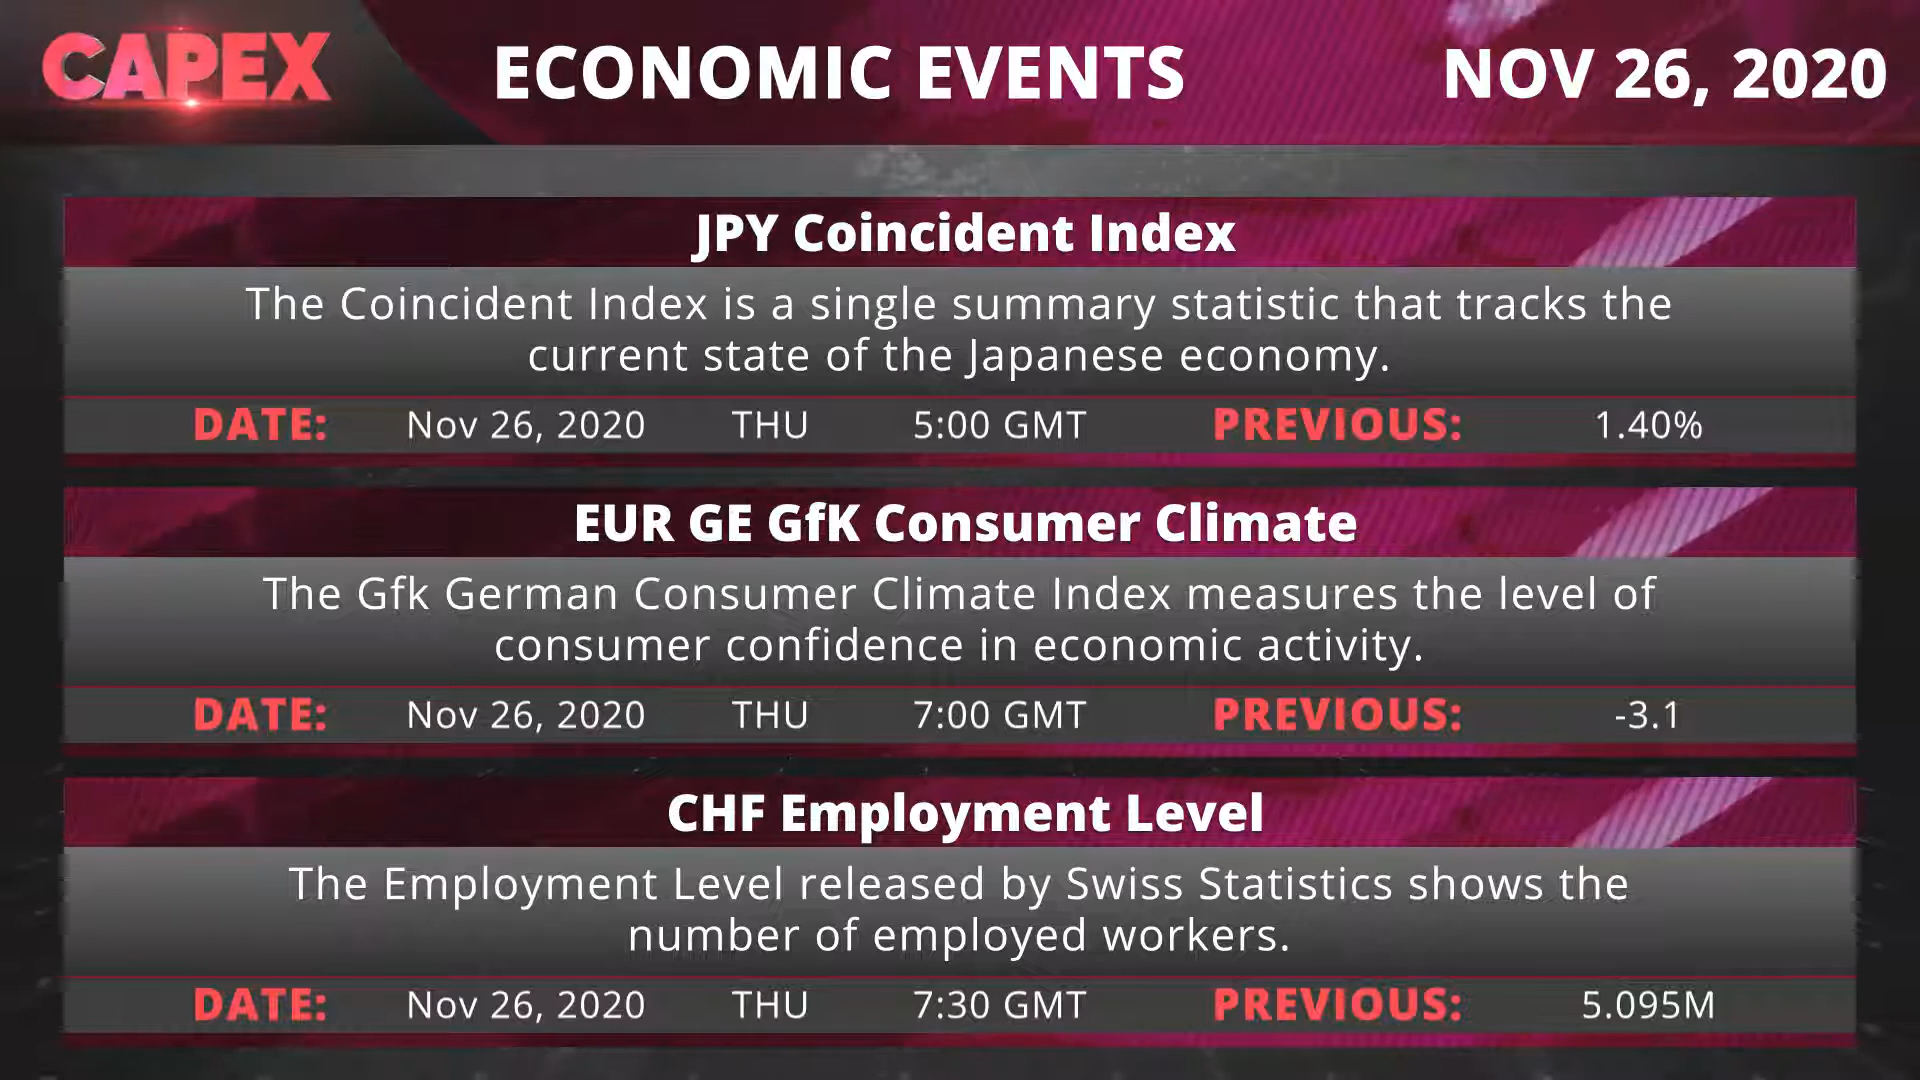 CAPEX
ECONOMIC EVENTS
NOV 26, 2020
JPY Coincident Index
The Coincident Index is a single summary statistic that tracks the
current state of the Japanese economy.
DATE: Nov 26, 2020 THU 5:00 GMT PREVIOUS: 1.40%
EUR GE GfK Consumer Climate
The Gfk German Consumer Climate Index measures the level of
consumer confidence in economic activity.
DATE: Nov 26, 2020 THU 7:00 GMT PREVIOUS: -3.1
CHF Employment Level
The Employment Level released by Swiss Statistics shows the
number of employed workers.
DATE: Nov 26, 2020 THU 7:30 GMT PREVIOUS: 5.095M